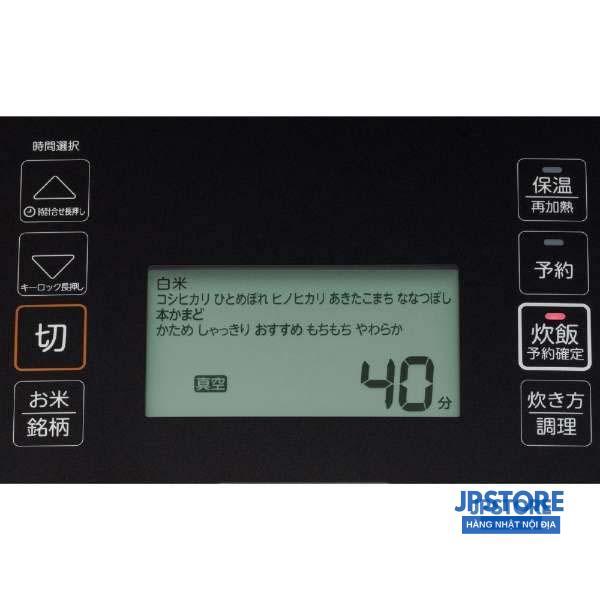 時間選択
時計合せ長押し
キーロック長押し
切
お米
銘柄
白米
コシヒカリ ひとめぼれ ヒノヒカリ あきたこまち ななつぼし
本かまど
かため しゃっきり おすすめ もちもち やわらか
真空
40分
保温
再加熱
予約
炊飯
予約確定
炊き方
調理
JPSTORE
JPSTORE
HÀNG NHẬT NỘI ĐỊA